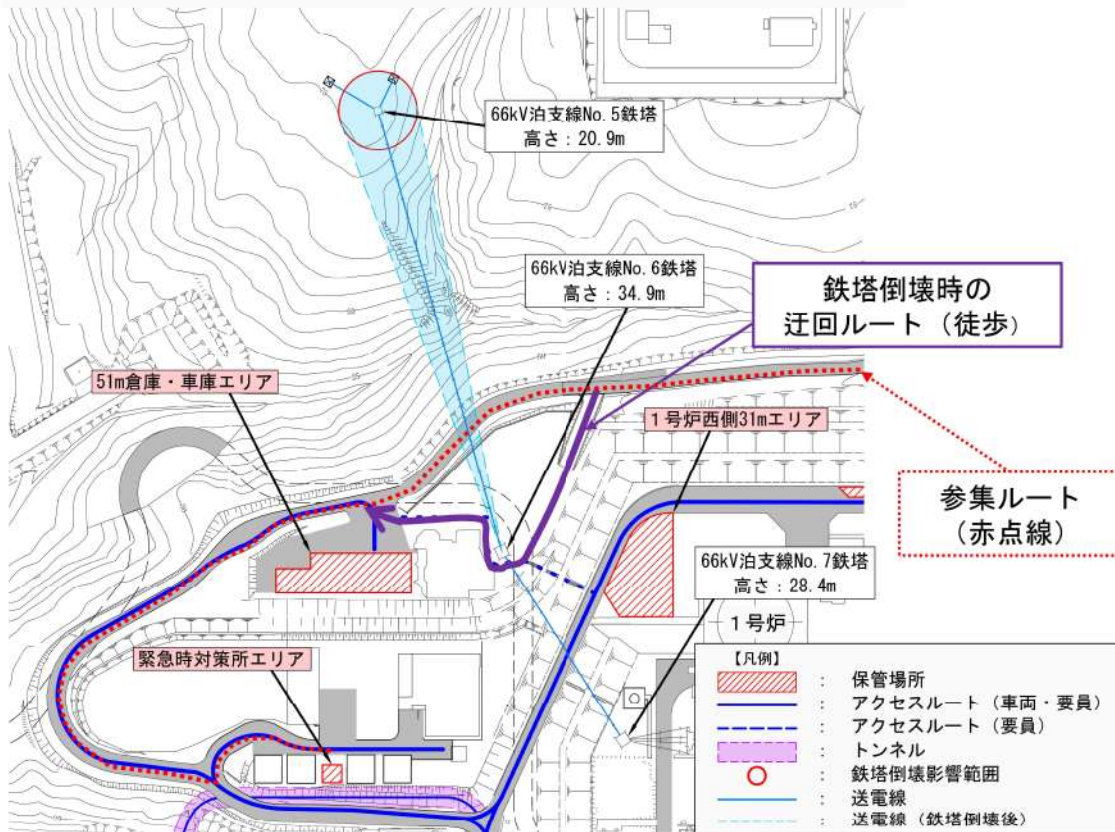 66kV泊支線No.5鉄塔
高さ：20.9m
66kV泊支線No.6鉄塔
高さ：34.9m
鉄塔倒壊時の
迂回ルート（徒歩）
51m倉庫・車庫エリア
1号炉西側31mエリア
参集ルート
（赤点線）
66kV泊支線No.7鉄塔
高さ：28.4m
1号炉
緊急時対策所エリア
【凡例】
： 保管場所
： アクセスルート（車両・要員）
： アクセスルート（要員）
： トンネル
： 鉄塔倒壊影響範囲
： 送電線
： 送電線（鉄塔倒壊後）